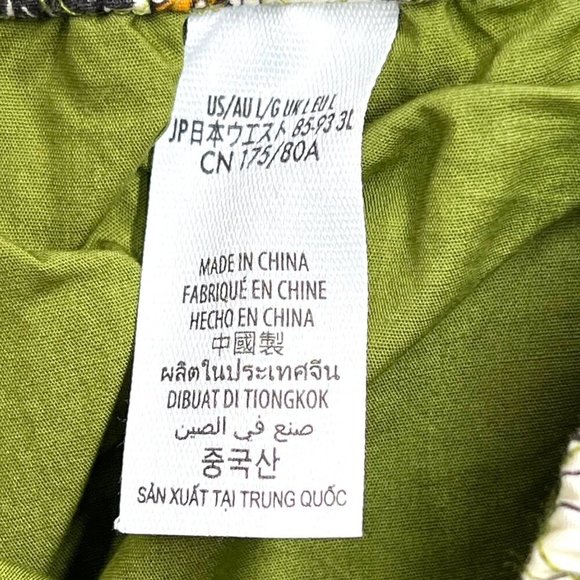 US/AU L/G UK L EU L
JP日本ウエスト 85-93 3L
CN 175/80A
MADE IN CHINA
FABRIQUÉ EN CHINE
HECHO EN CHINA
中國製
ผลิตในประเทศจีน
DIBUAT DI TIONGKOK
صنع في الصين
중국산
SẢN XUẤT TẠI TRUNG QUỐC